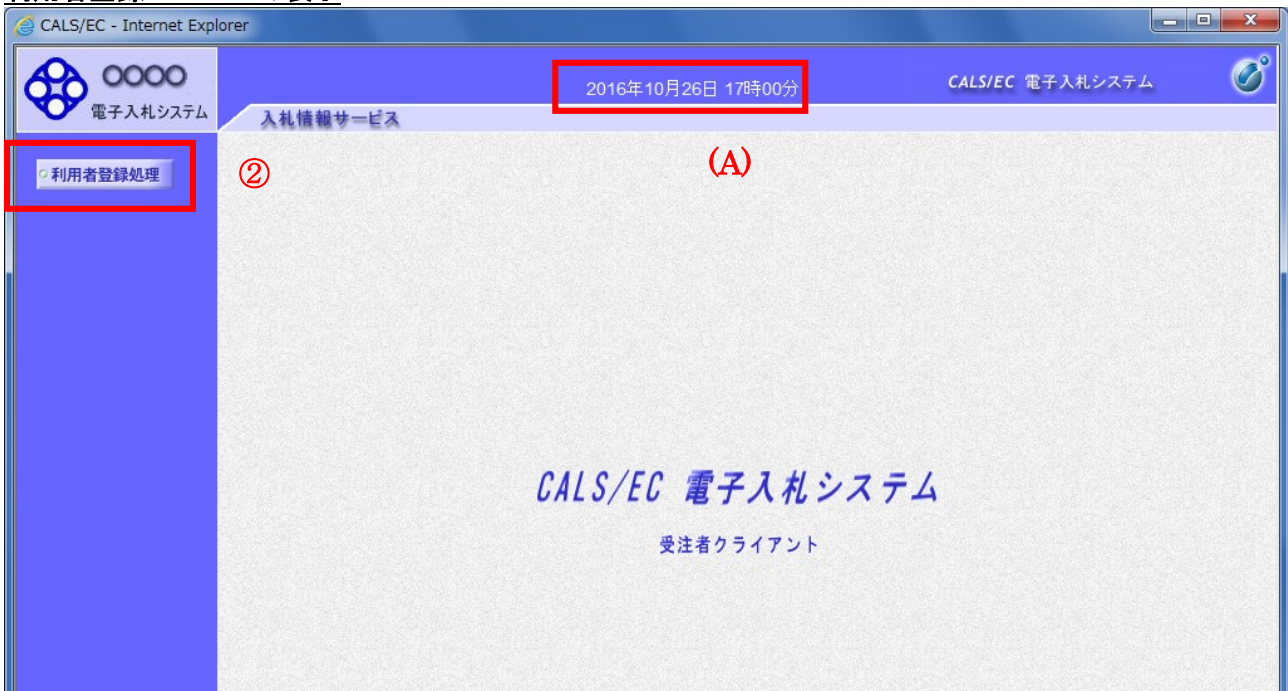 CALS/EC - Internet Explorer
○○○○
電子入札システム
2016年10月26日 17時00分
CALS/EC 電子入札システム
入札情報サービス
利用者登録処理
②
(A)
CALS/EC 電子入札システム
受注者クライアント